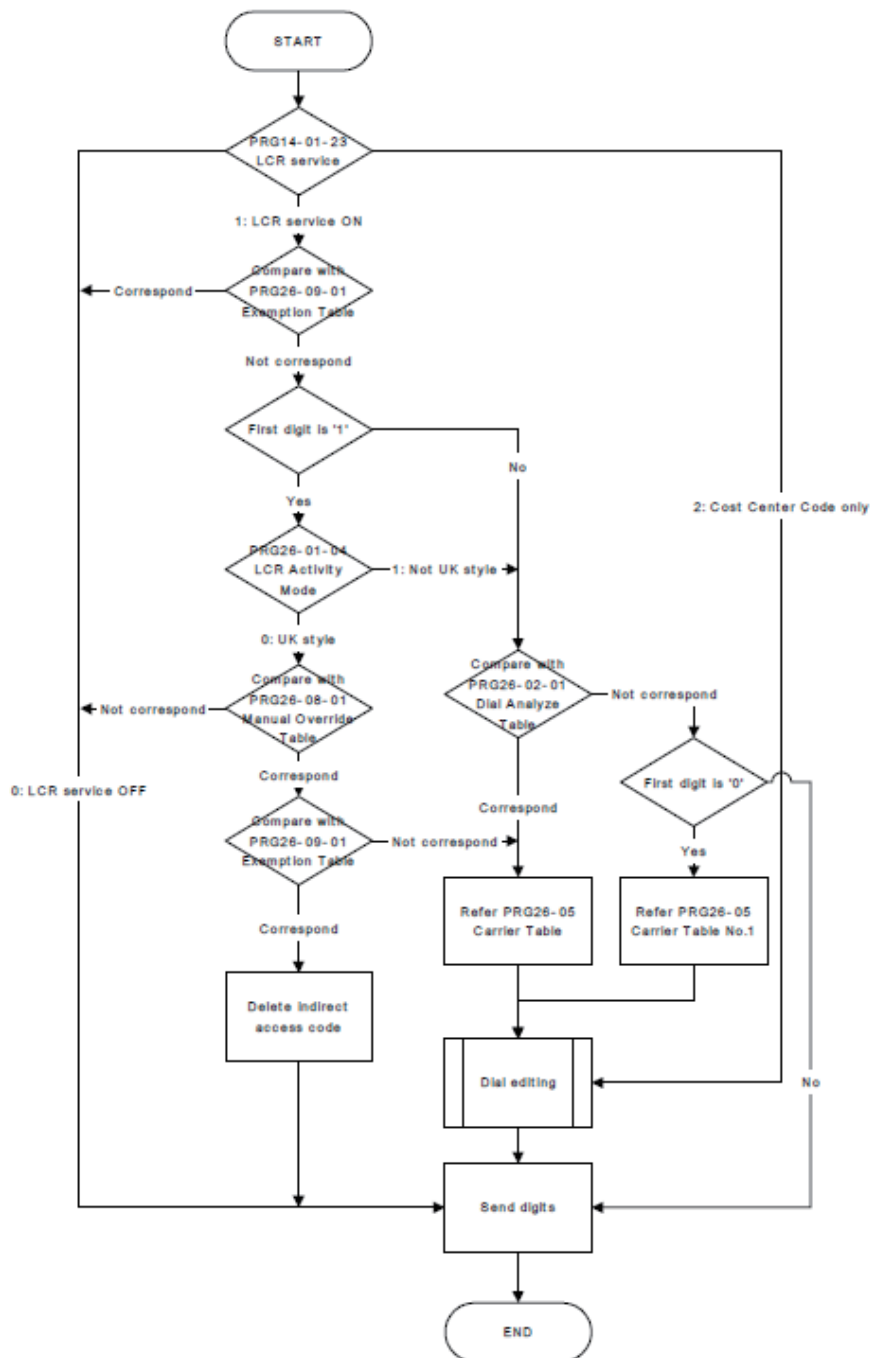 START
PRG14-01-23
LCR service
1: LCR service ON
Compare with
PRG26-09-01
Exemption Table
Correspond
Not correspond
First digit is '1'
No
Yes
2: Cost Center Code only
PRG26-01-04
LCR Activity
Mode
1: Not UK style
0: UK style
Compare with
PRG26-08-01
Manual Override
Table
Not correspond
Compare with
PRG26-02-01
Dial Analyze
Table
Not correspond
Correspond
0: LCR service OFF
First digit is '0'
Correspond
Compare with
PRG26-09-01
Exemption Table
Not correspond
Yes
Refer PRG26-05
Carrier Table
Refer PRG26-05
Carrier Table No.1
Correspond
Delete indirect
access code
Dial editing
No
Send digits
END